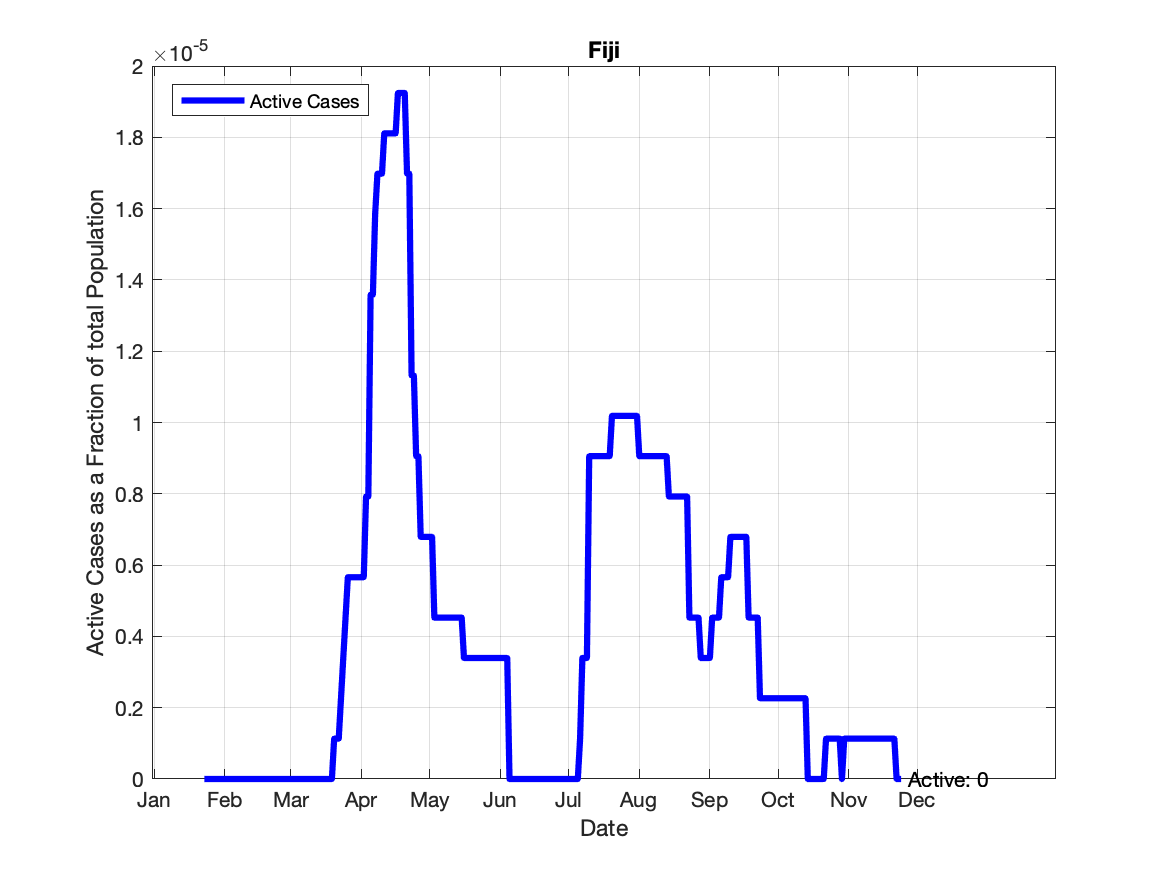 Fiji
×10-5
Active Cases
2
1.8
1.6
1.4
1.2
1
0.8
0.6
0.4
0.2
0
Active Cases as a Fraction of total Population
Active: 0
Jan Feb Mar Apr May Jun Jul Aug Sep Oct Nov Dec
Date